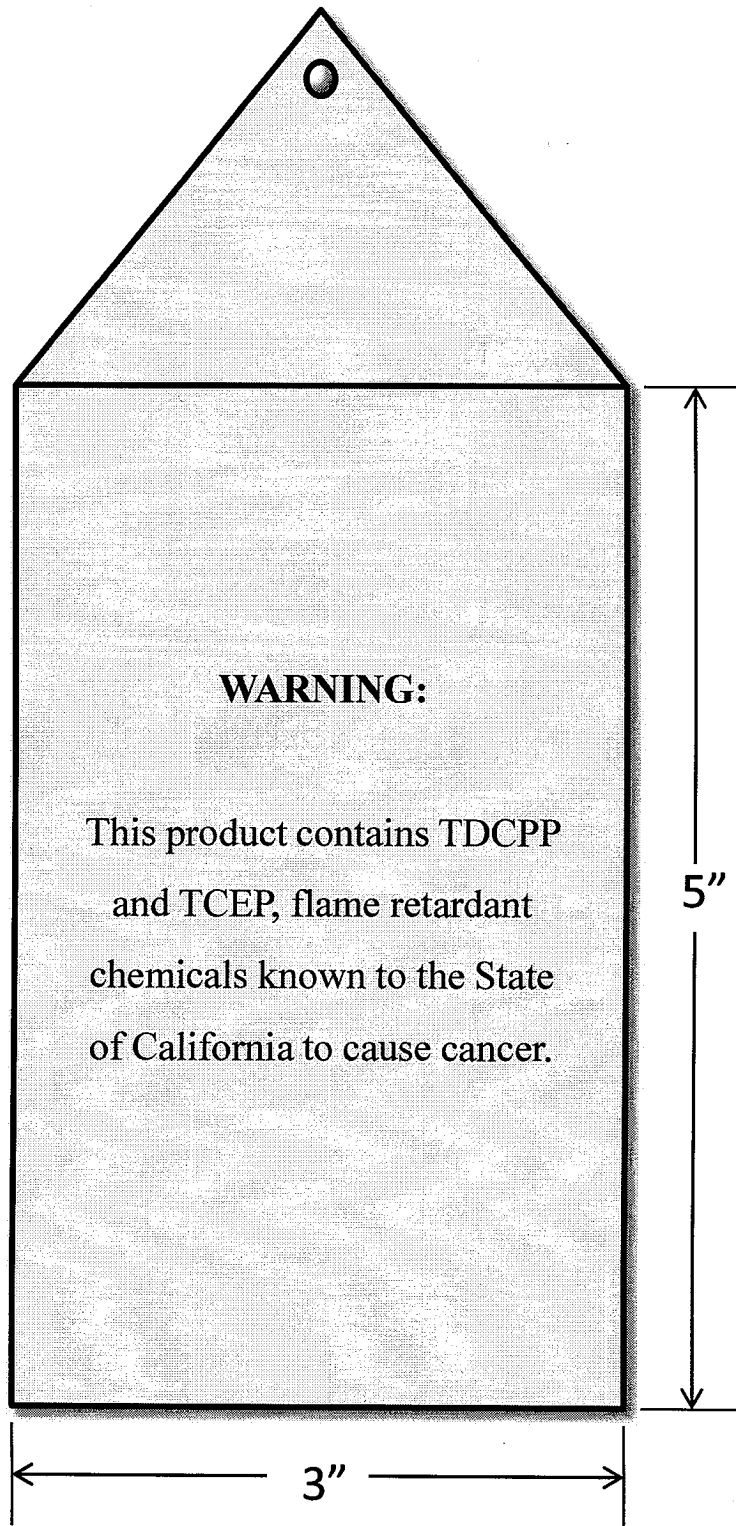 WARNING:
This product contains TDCPP
and TCEP, flame retardant
chemicals known to the State
of California to cause cancer.
5”
3”